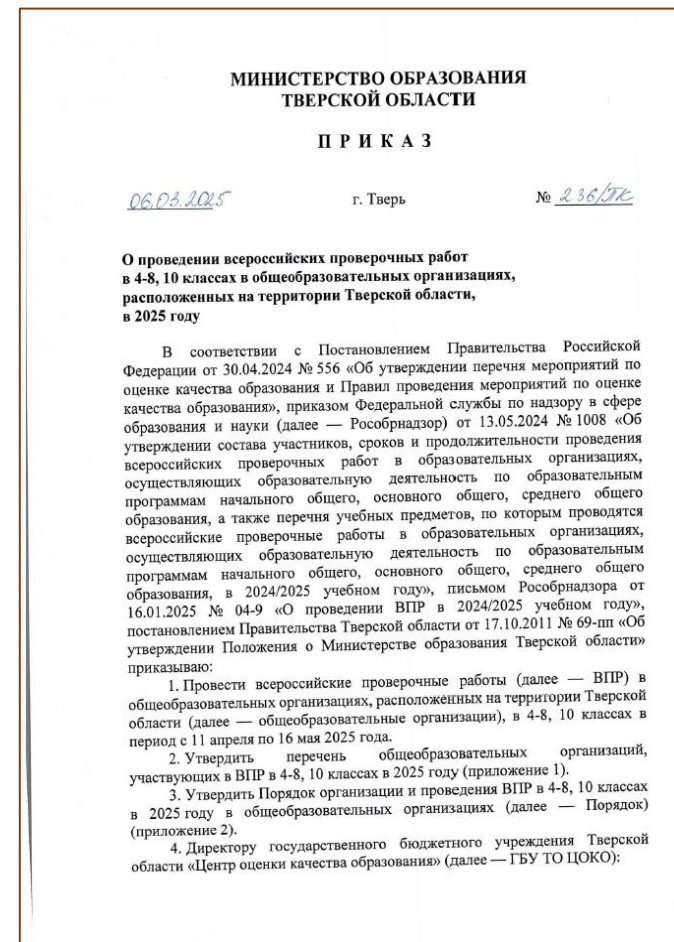 МИНИСТЕРСТВО ОБРАЗОВАНИЯ
ТВЕРСКОЙ ОБЛАСТИ
П Р И К А З
06.03.2025 г. Тверь № 236/ПК
О проведении всероссийских проверочных работ
в 4-8, 10 классах в общеобразовательных организациях,
расположенных на территории Тверской области,
в 2025 году
В соответствии с Постановлением Правительства Российской
Федерации от 30.04.2024 № 556 «Об утверждении перечня мероприятий по
оценке качества образования и Правил проведения мероприятий по оценке
качества образования», приказом Федеральной службы по надзору в сфере
образования и науки (далее — Рособрнадзор) от 13.05.2024 № 1008 «Об
утверждении состава участников, сроков и продолжительности проведения
всероссийских проверочных работ в образовательных организациях,
осуществляющих образовательную деятельность по образовательным
программам начального общего, основного общего, среднего общего
образования, а также перечня учебных предметов, по которым проводятся
всероссийские проверочные работы в образовательных организациях,
осуществляющих образовательную деятельность по образовательным
программам начального общего, основного общего, среднего общего
образования, в 2024/2025 учебном году», письмом Рособрнадзора от
16.01.2025 № 04-9 «О проведении ВПР в 2024/2025 учебном году»,
постановлением Правительства Тверской области от 17.10.2011 № 69-пп «Об
утверждении Положения о Министерстве образования Тверской области»
приказываю:
1. Провести всероссийские проверочные работы (далее — ВПР) в
общеобразовательных организациях, расположенных на территории Тверской
области (далее — общеобразовательные организации), в 4-8, 10 классах в
период с 11 апреля по 16 мая 2025 года.
2. Утвердить перечень общеобразовательных организаций,
участвующих в ВПР в 4-8, 10 классах в 2025 году (приложение 1).
3. Утвердить Порядок организации и проведения ВПР в 4-8, 10 классах
в 2025 году в общеобразовательных организациях (далее — Порядок)
(приложение 2).
4. Директору государственного бюджетного учреждения Тверской
области «Центр оценки качества образования» (далее — ГБУ ТО ЦОКО):